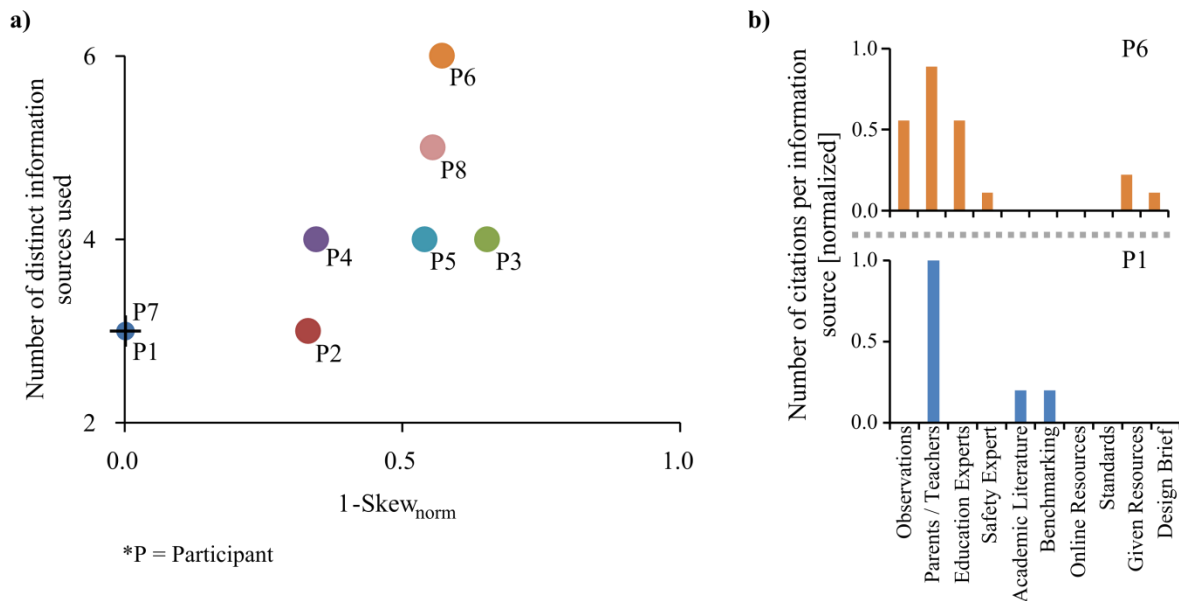 a)
Number of distinct information
sources used
6
4
2
P6
P8
P4
P5
P3
P7
P1
P2
0.0
0.5
1.0
1-Skewnorm
*P = Participant
b)
Number of citations per information
source [normalized]
P6
1.0
0.5
0.0
P1
1.0
0.5
0.0
Observations
Parents / Teachers
Education Experts
Safety Expert
Academic Literature
Benchmarking
Online Resources
Standards
Given Resources
Design Brief